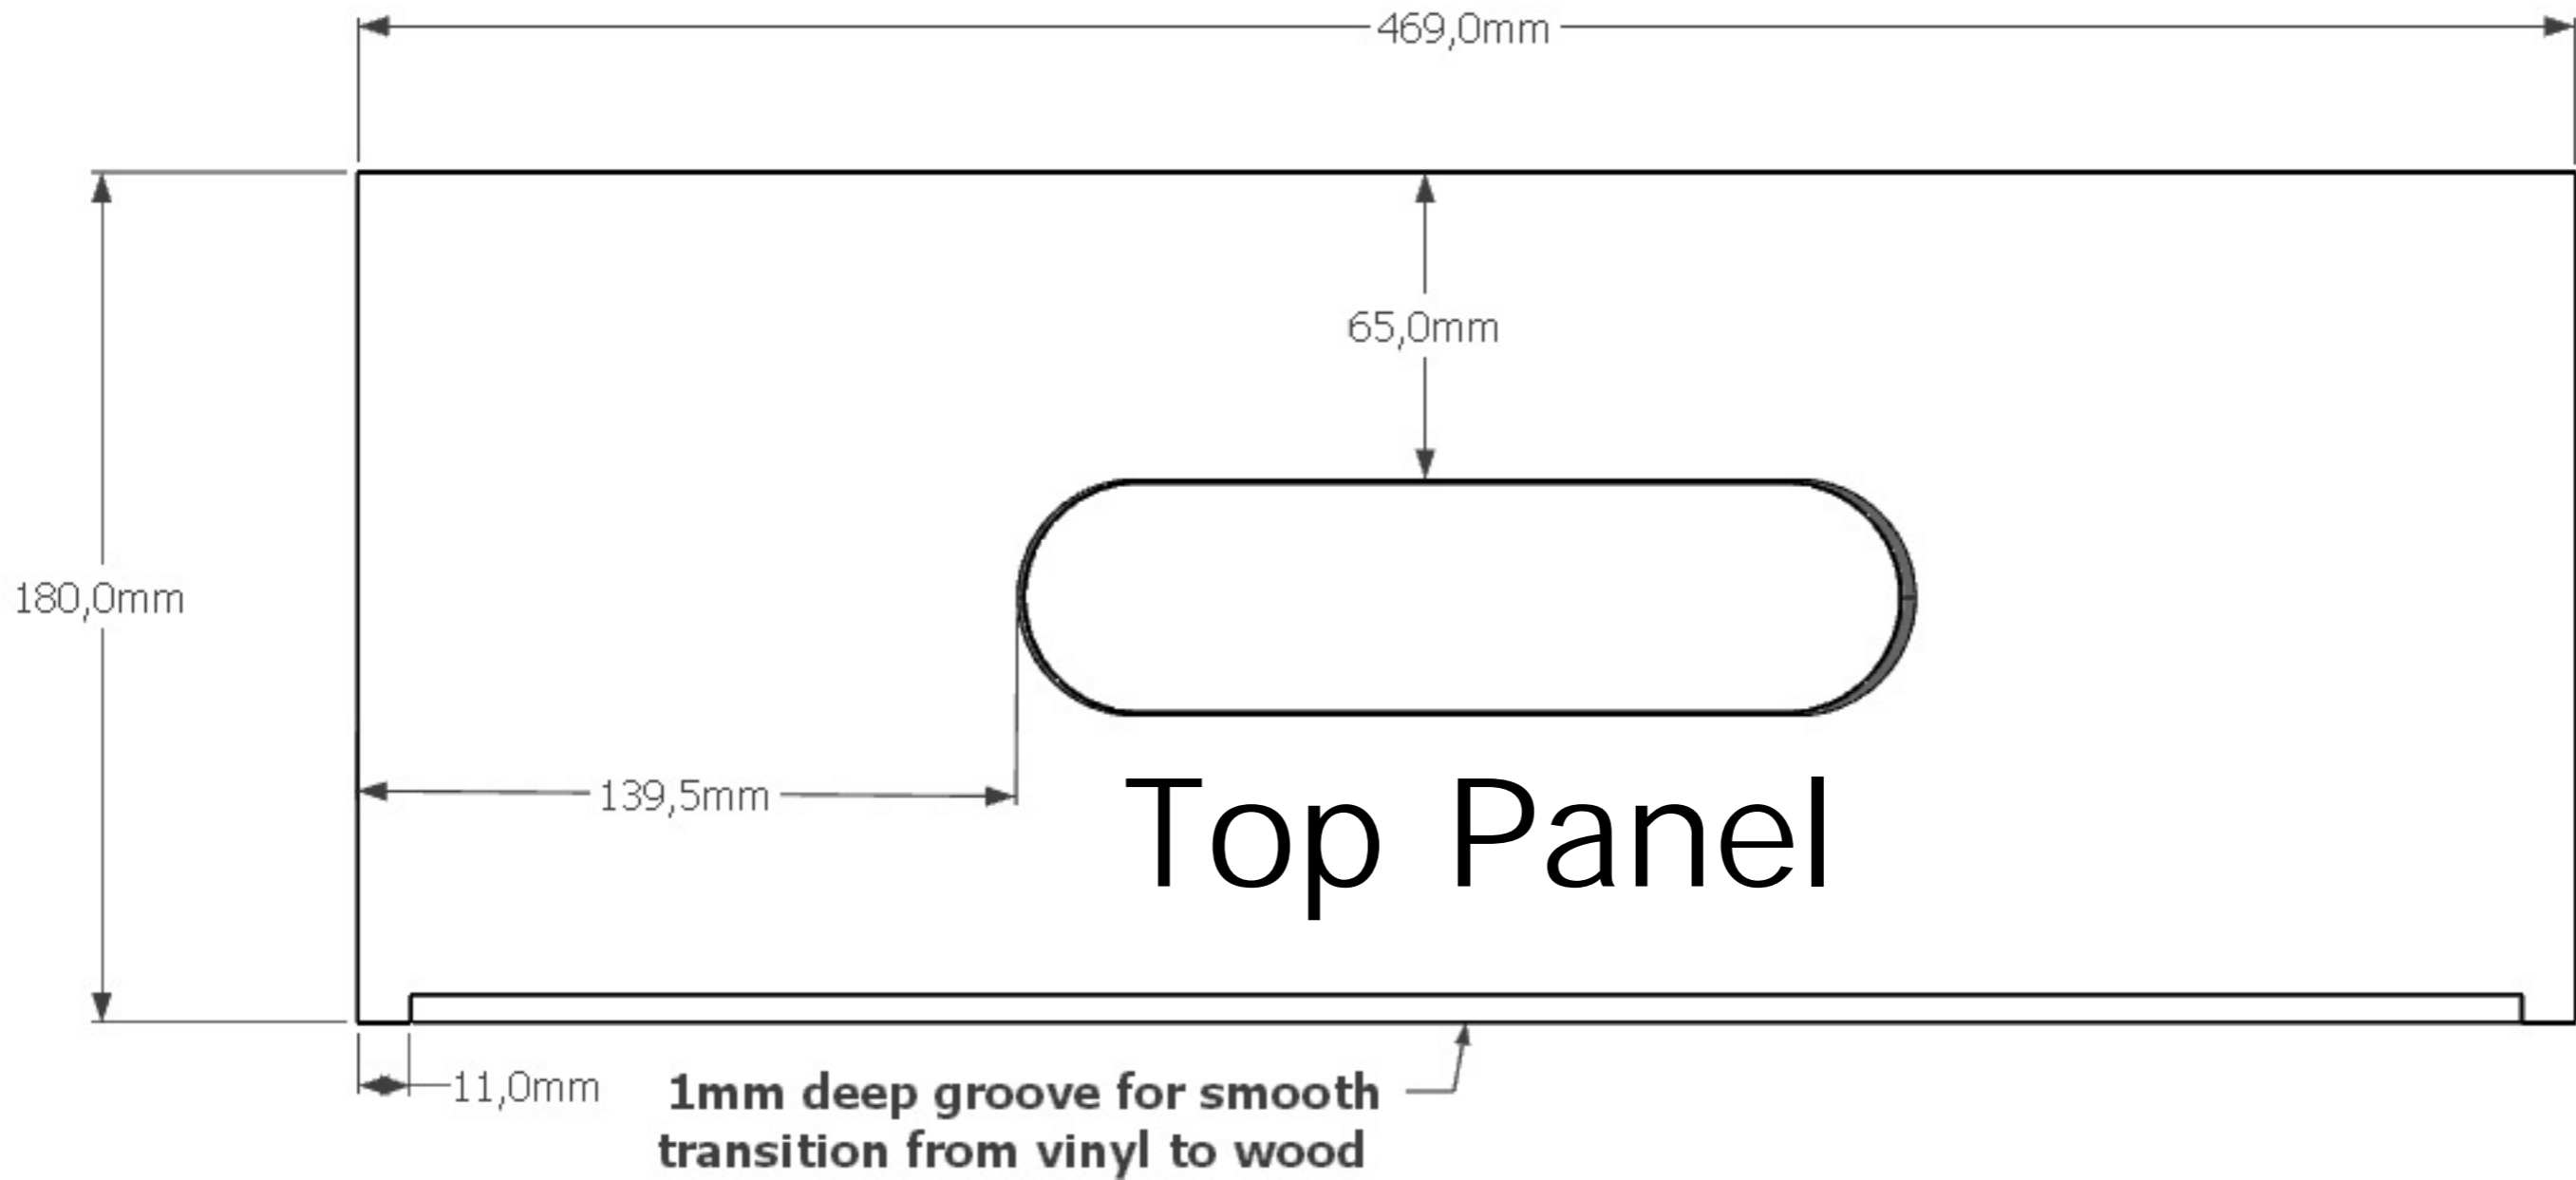 469,0mm
65,0mm
180,0mm
139,5mm
Top Panel
11,0mm
1mm deep groove for smooth
transition from vinyl to wood